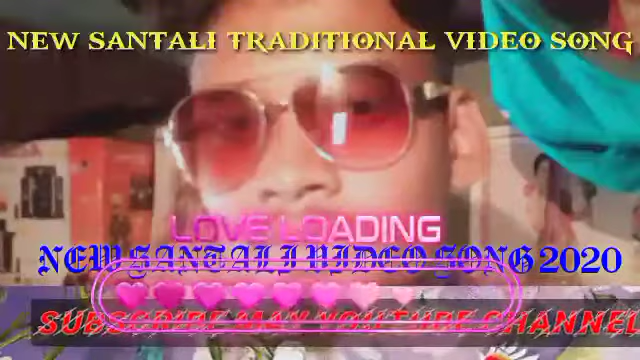 NEW SANTALI TRADITIONAL VIDEO SONG
LOVE LOADING
NEW SANTALI VIDEO SONG 2020
SUBSCRIBE MAY YOUTUBE CHANNEL